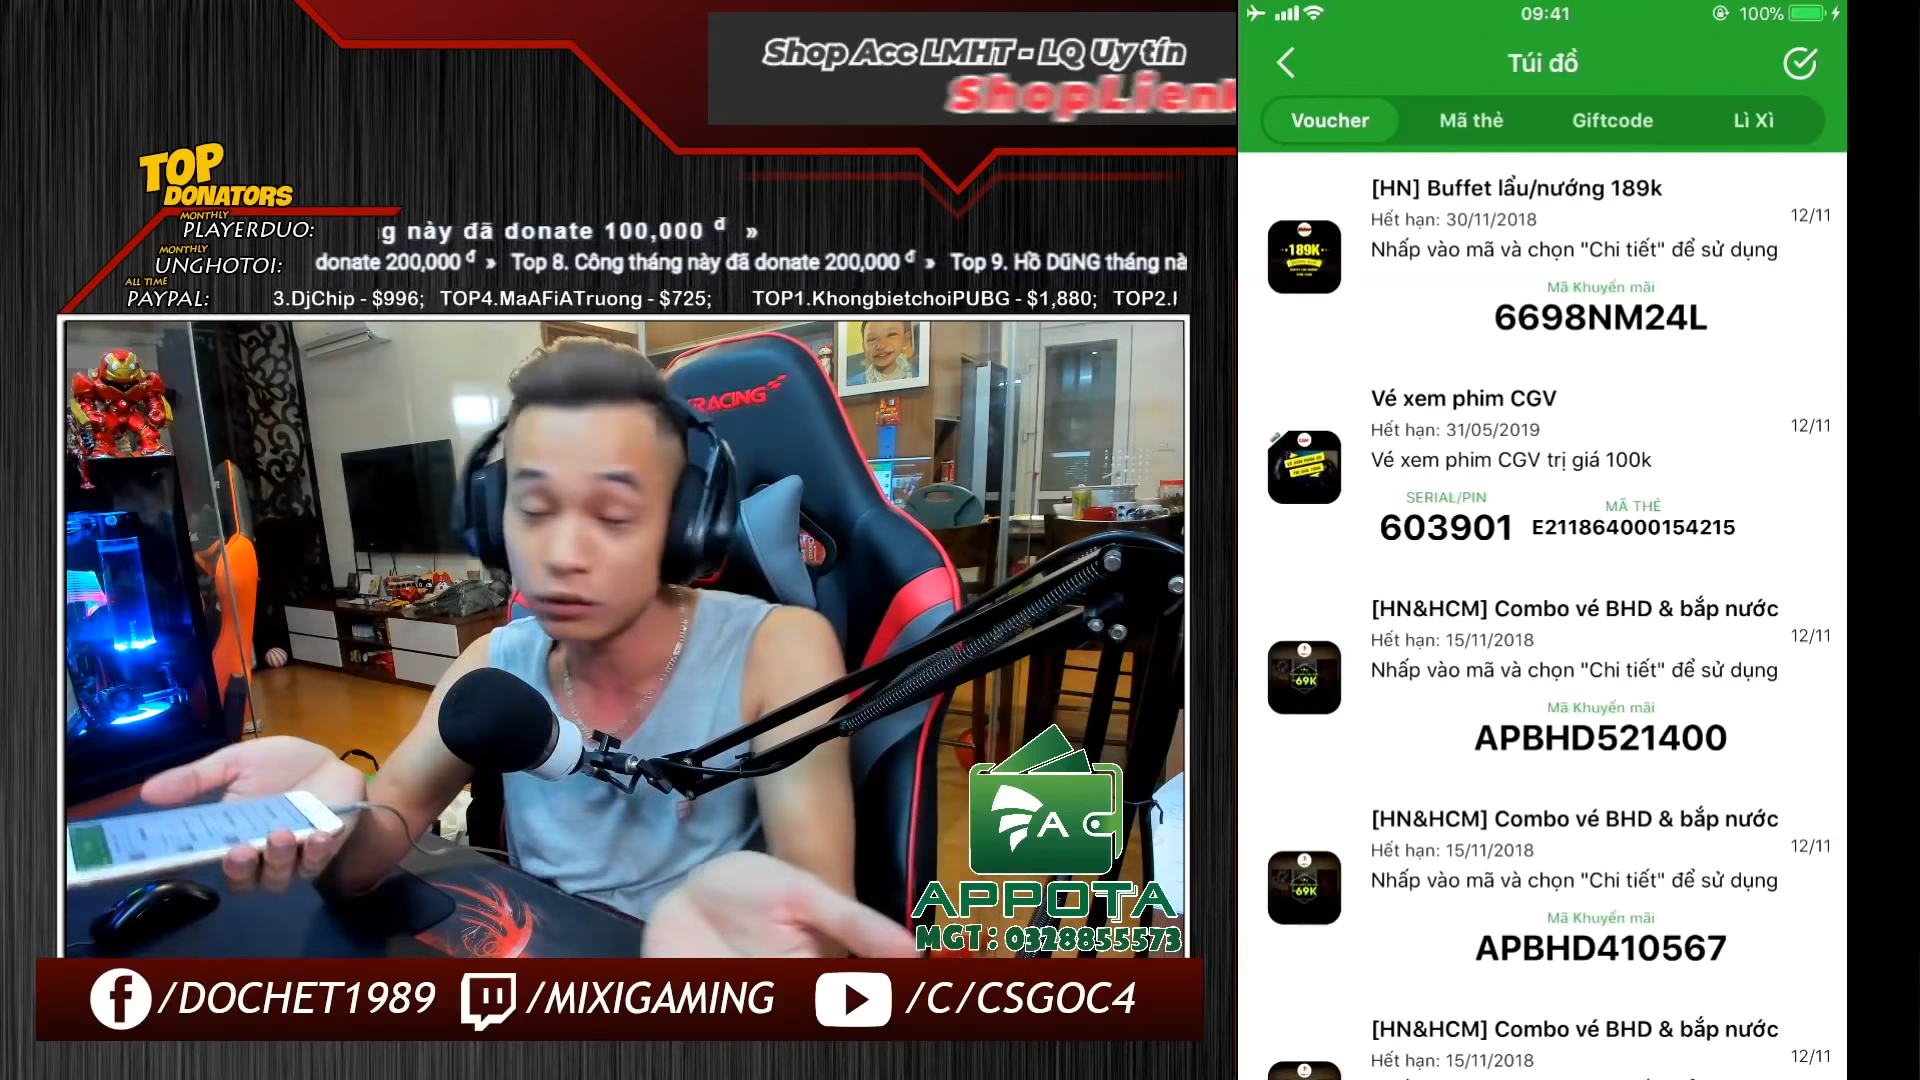 Shop Acc LMHT - LQ Uy tín
ShopLien
TOP
DONATORS
MONTHLY
PLAYERDUO:
g này đã donate 100,000 đ »
MONTHLY
UNGHOTOI:
donate 200,000 đ » Top 8. Công tháng này đã donate 200,000 đ » Top 9. Hồ DũNG tháng nà
ALL TIME
PAYPAL:
3.DjChip - $996; TOP4.MaAFiATruong - $725; TOP1.KhongbietchoiPUBG - $1,880; TOP2.
RACING
A
APPOTA
MGT : 0328855573
/DOCHET1989
/MIXIGAMING
/C/CSGOC4
09:41
100%
Túi đồ
Voucher
Mã thẻ
Giftcode
Lì Xì
[HN] Buffet lẩu/nướng 189k
Hết hạn: 30/11/2018
12/11
Nhấp vào mã và chọn "Chi tiết" để sử dụng
189K
Mã Khuyến mãi
6698NM24L
Vé xem phim CGV
Hết hạn: 31/05/2019
12/11
Vé xem phim CGV trị giá 100k
SERIAL/PIN
603901
MÃ THẺ
E211864000154215
[HN&HCM] Combo vé BHD & bắp nước
Hết hạn: 15/11/2018
12/11
Nhấp vào mã và chọn "Chi tiết" để sử dụng
69K
Mã Khuyến mãi
APBHD521400
[HN&HCM] Combo vé BHD & bắp nước
Hết hạn: 15/11/2018
12/11
Nhấp vào mã và chọn "Chi tiết" để sử dụng
69K
Mã Khuyến mãi
APBHD410567
[HN&HCM] Combo vé BHD & bắp nước
Hết hạn: 15/11/2018
12/11